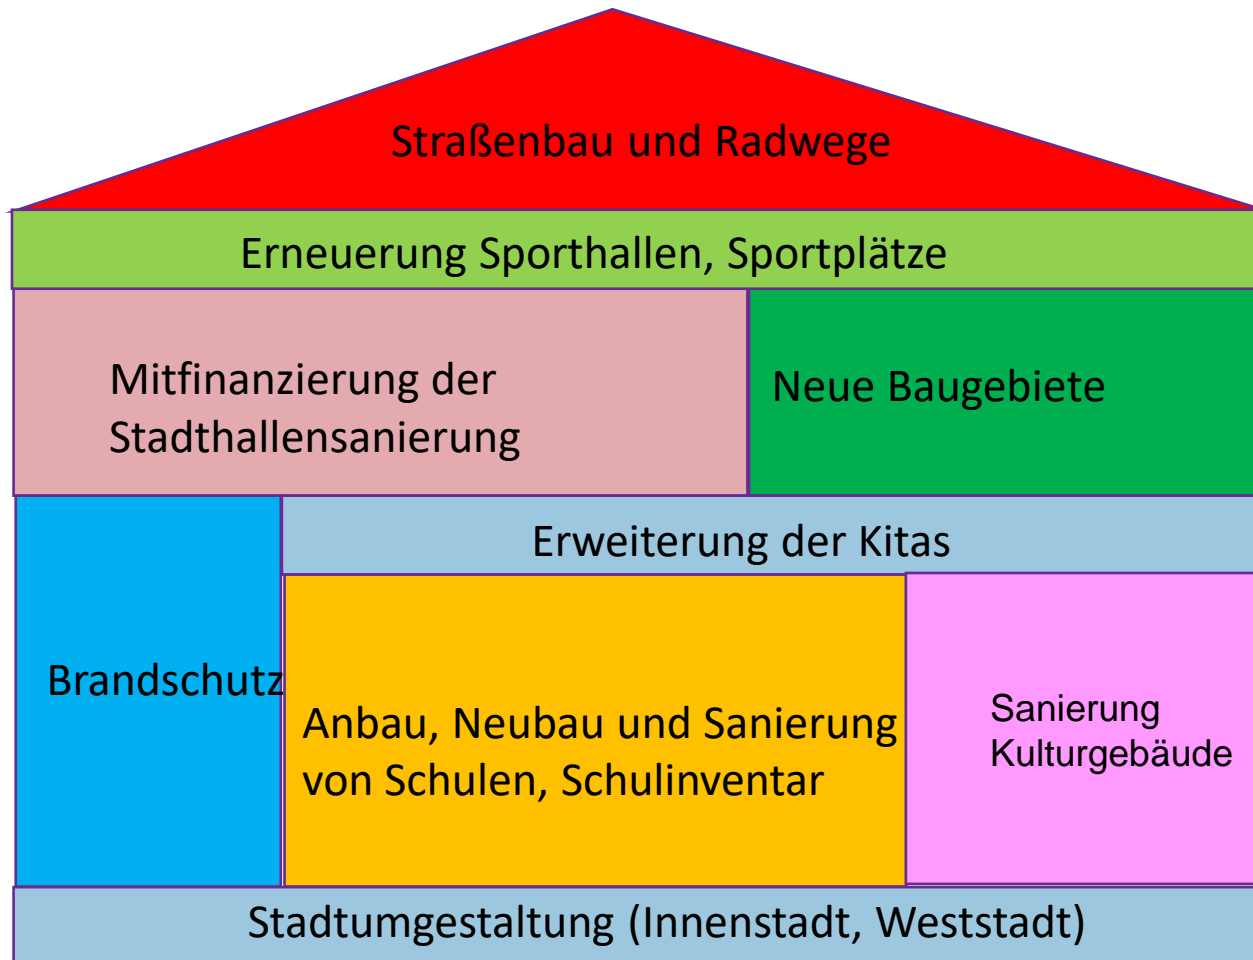 Straßenbau und Radwege
Erneuerung Sporthallen, Sportplätze
Mitfinanzierung der
Stadthallensanierung
Neue Baugebiete
Erweiterung der Kitas
Brandschutz
Anbau, Neubau und Sanierung
von Schulen, Schulinventar
Sanierung
Kulturgebäude
Stadtumgestaltung (Innenstadt, Weststadt)